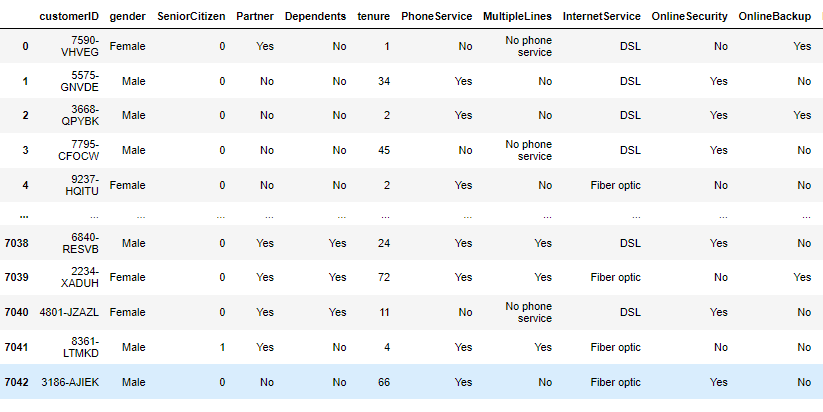 customerID gender SeniorCitizen Partner Dependents tenure PhoneService MultipleLines InternetService OnlineSecurity OnlineBackup
0 7590-VHVEG Female 0 Yes No 1 No No phone service DSL No Yes
1 5575-GNVDE Male 0 No No 34 Yes No DSL Yes No
2 3668-QPYBK Male 0 No No 2 Yes No DSL Yes Yes
3 7795-CFOCW Male 0 No No 45 No No phone service DSL Yes No
4 9237-HQITU Female 0 No No 2 Yes No Fiber optic No No
... ... ... ... ... ... ... ... ... ... ... ...
7038 6840-RESVB Male 0 Yes Yes 24 Yes Yes DSL Yes No
7039 2234-XADUH Female 0 Yes Yes 72 Yes Yes Fiber optic No Yes
7040 4801-JZAZL Female 0 Yes Yes 11 No No phone service DSL Yes No
7041 8361-LTMKD Male 1 Yes No 4 Yes Yes Fiber optic No No
7042 3186-AJIEK Male 0 No No 66 Yes No Fiber optic Yes No